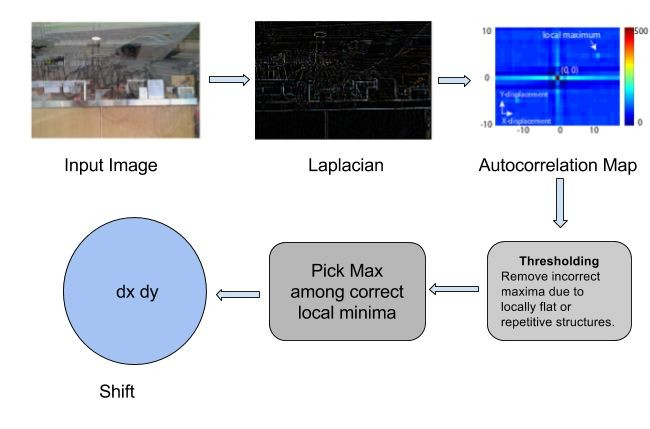 10
local maximum
500
0
(0, 0)
Y-displacement
X-displacement
-10
0
-10
0
10
Input Image
Laplacian
Autocorrelation Map
Thresholding
Remove incorrect
maxima due to
locally flat or
repetitive structures.
Pick Max
among correct
local minima
dx dy
Shift